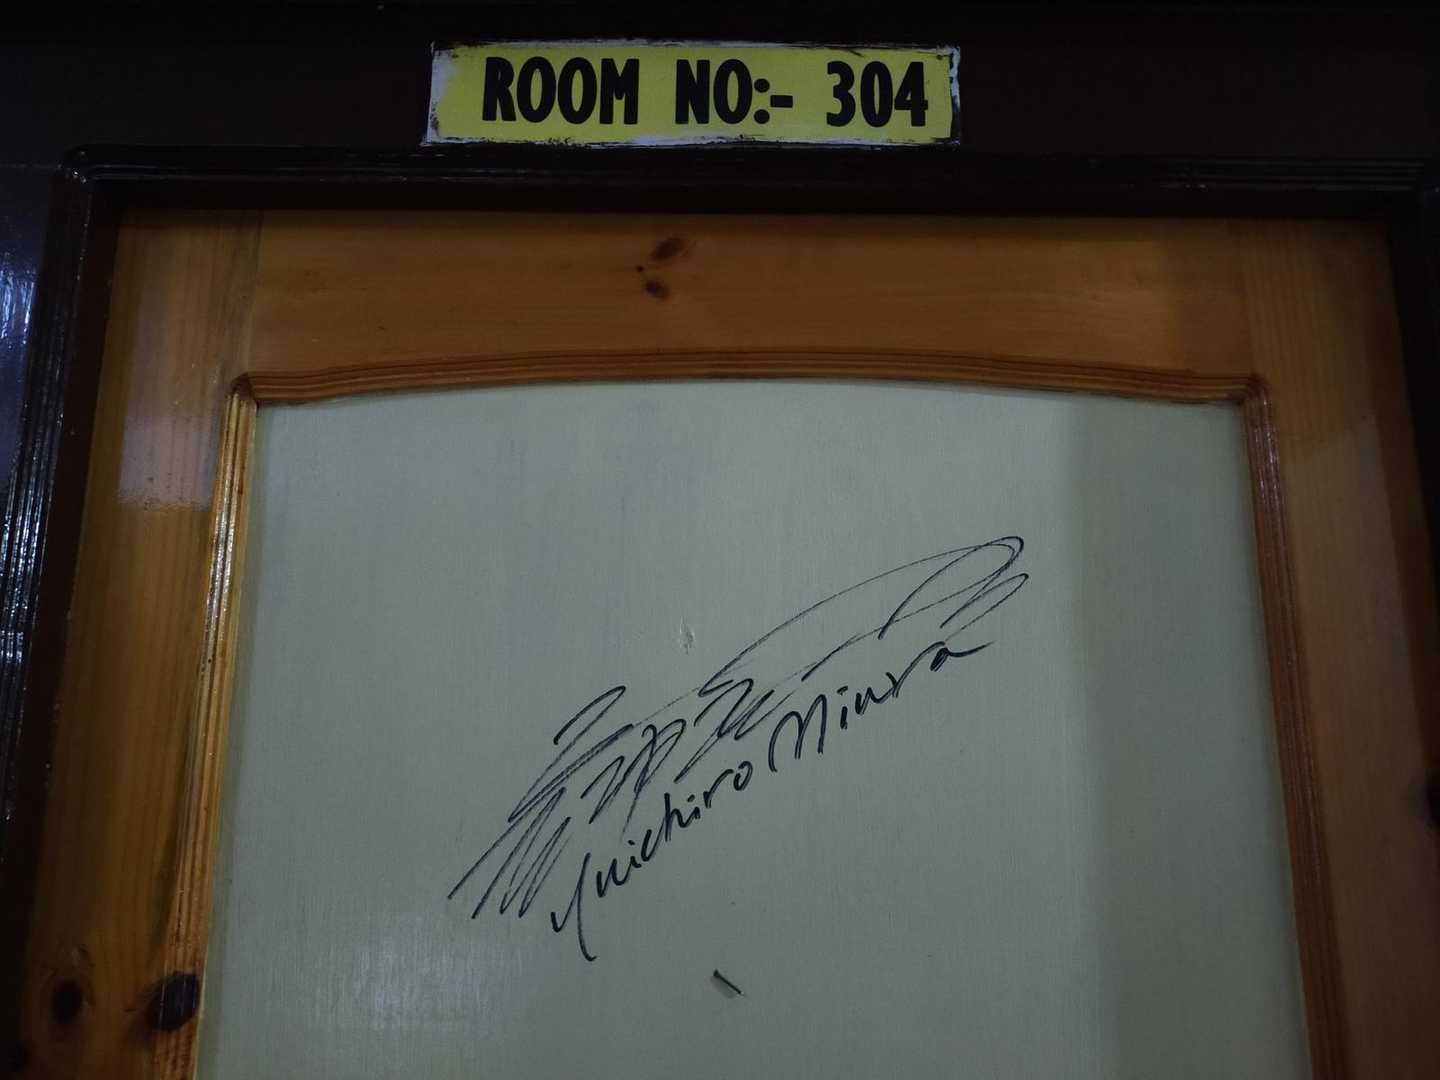 ROOM NO:- 304
Yuichiro Miura